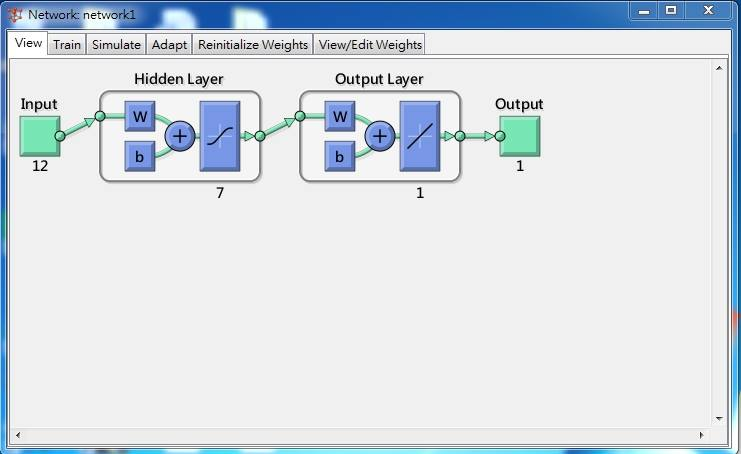 Network: network1
View Train Simulate Adapt Reinitialize Weights View/Edit Weights
Hidden Layer Output Layer
Input Output
W W
+ +
b b
12 1
7 1